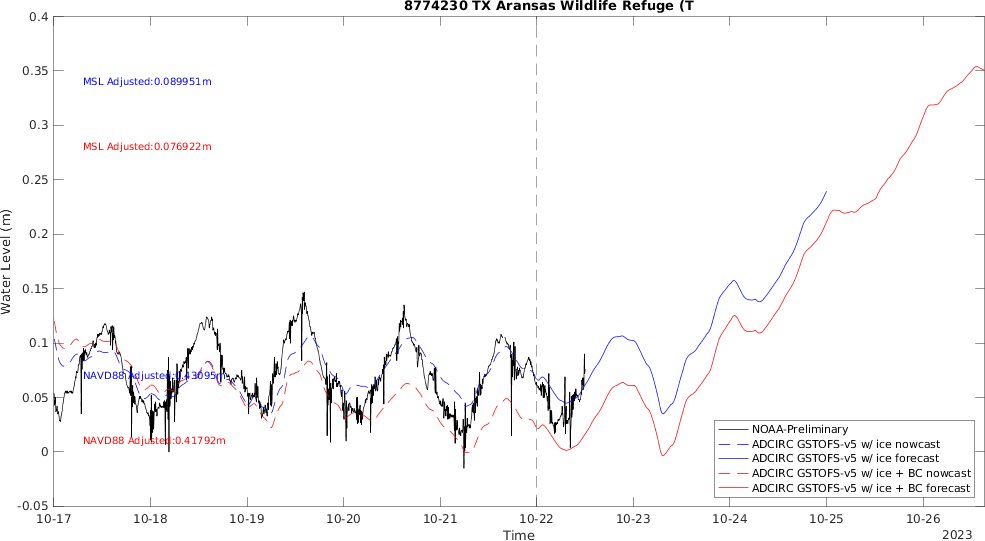 8774230 TX Aransas Wildlife Refuge (T
0.4
0.35
0.3
0.25
0.2
0.15
0.1
0.05
0
-0.05
Water Level (m)
MSL Adjusted:0.089951m
MSL Adjusted:0.076922m
NAVD88 Adjusted:0.43095m
NAVD88 Adjusted:0.41792m
NOAA-Preliminary
ADCIRC GSTOFS-v5 w/ ice nowcast
ADCIRC GSTOFS-v5 w/ ice forecast
ADCIRC GSTOFS-v5 w/ ice + BC nowcast
ADCIRC GSTOFS-v5 w/ ice + BC forecast
10-17 10-18 10-19 10-20 10-21 10-22 10-23 10-24 10-25 10-26
Time
2023